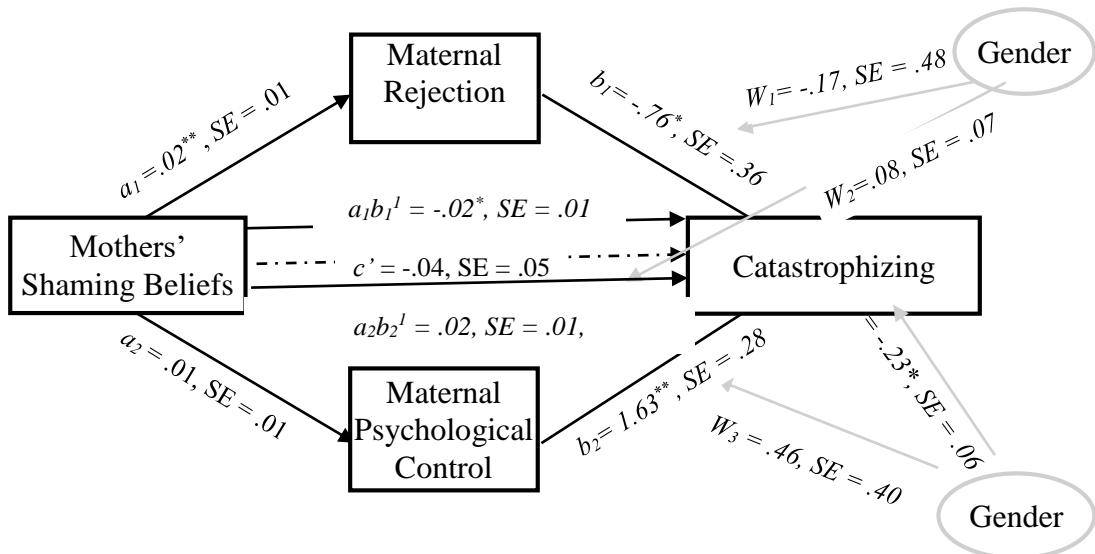 Maternal
Rejection
Gender
W₁= -.17, SE = .48
W₂=.08, SE = .07
a₁ =.02**, SE = .01
b₁= -.76*, SE =.36
a₁b₁¹ = -.02*, SE = .01
Mothers’
Shaming Beliefs
c’ = -.04, SE = .05
Catastrophizing
a₂b₂¹ = .02, SE = .01,
a₂ = .01, SE = .01
b₂= 1.63**, SE = .28
= -.23*, SE = .06
Maternal
Psychological
Control
W₃ = .46, SE = .40
Gender